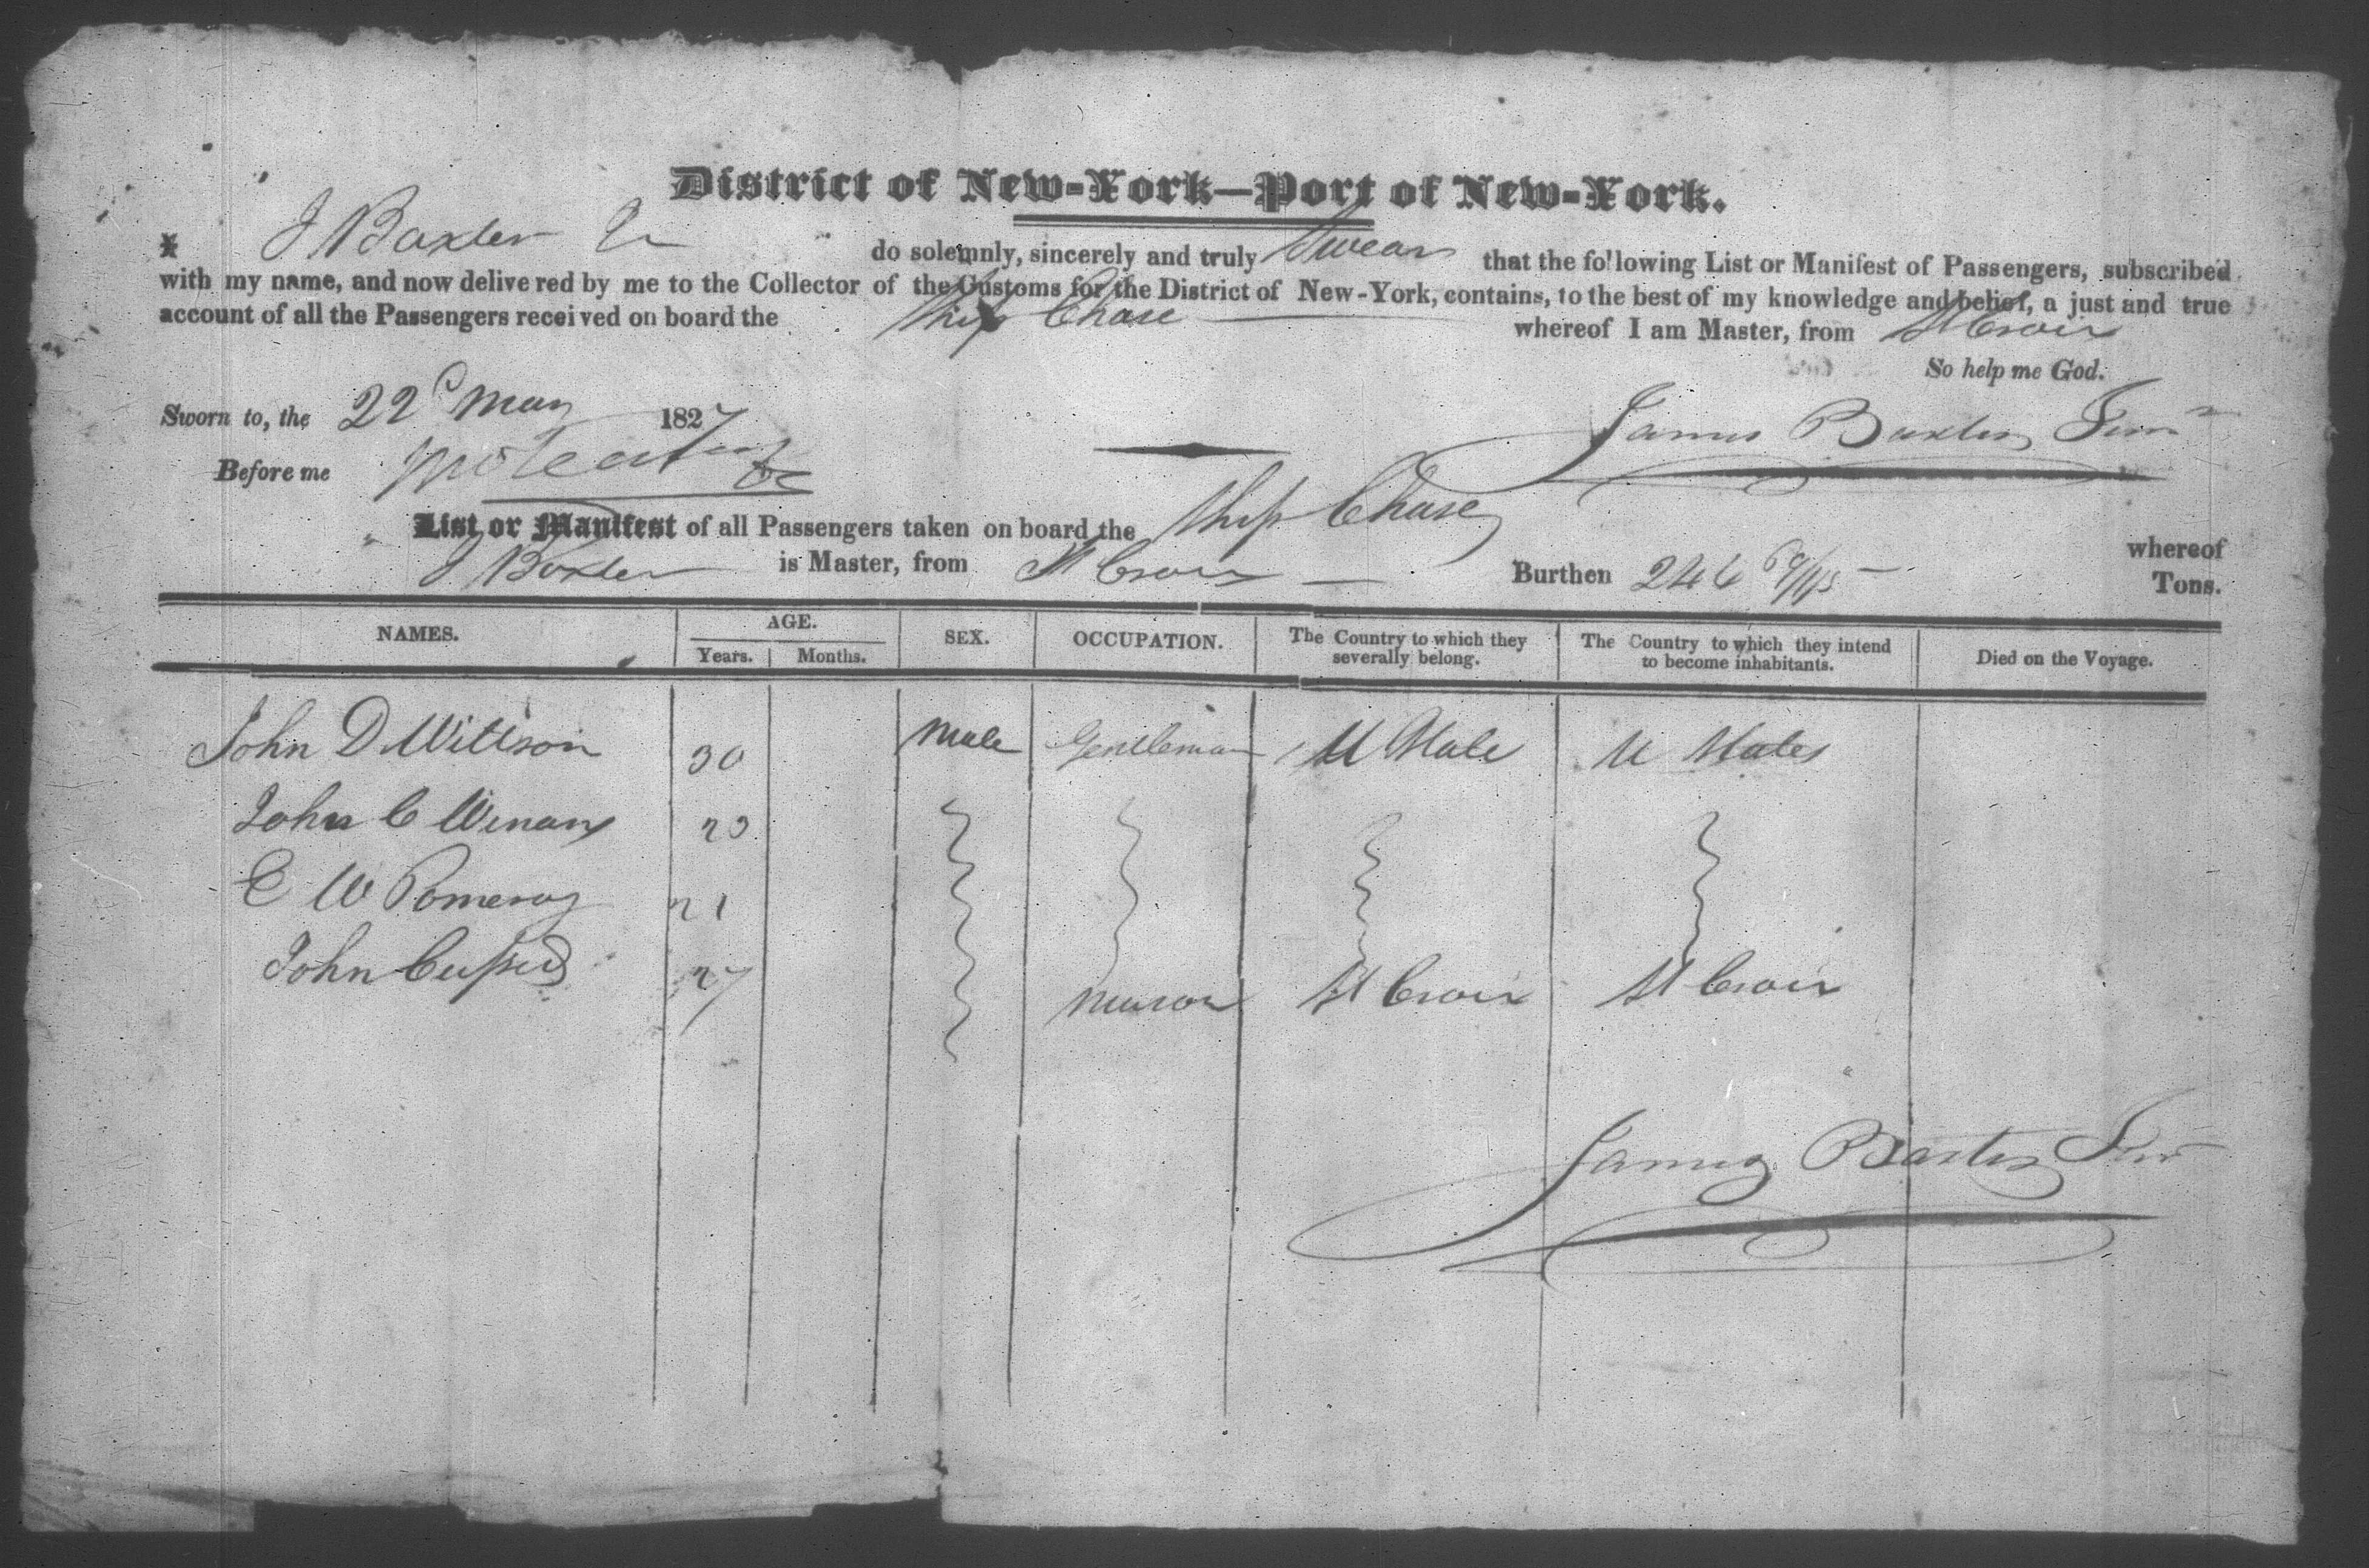 District of New-York—Port of New-York.
I J Baxter Jr do solemnly, sincerely and truly Swear that the following List or Manifest of Passengers, subscribed
with my name, and now delivered by me to the Collector of the Customs for the District of New-York, contains, to the best of my knowledge and belief, a just and true
account of all the Passengers received on board the Ship Chase whereof I am Master, from St Croix
So help me God.
Sworn to, the 22d May 1827 James Baxter Junr
Before me
List or Manifest of all Passengers taken on board the Ship Chase whereof
J Baxter is Master, from St Croix Burthen 246 Tons.
NAMES. AGE. SEX. OCCUPATION. The Country to which they severally belong. The Country to which they intend to become inhabitants. Died on the Voyage.
Years. Months.
John D Willson 30 Male Gentleman U State U States
John C Winans
E W Pomeroy 21
John 27 Mason St Croix St Croix
James Baxter Junr